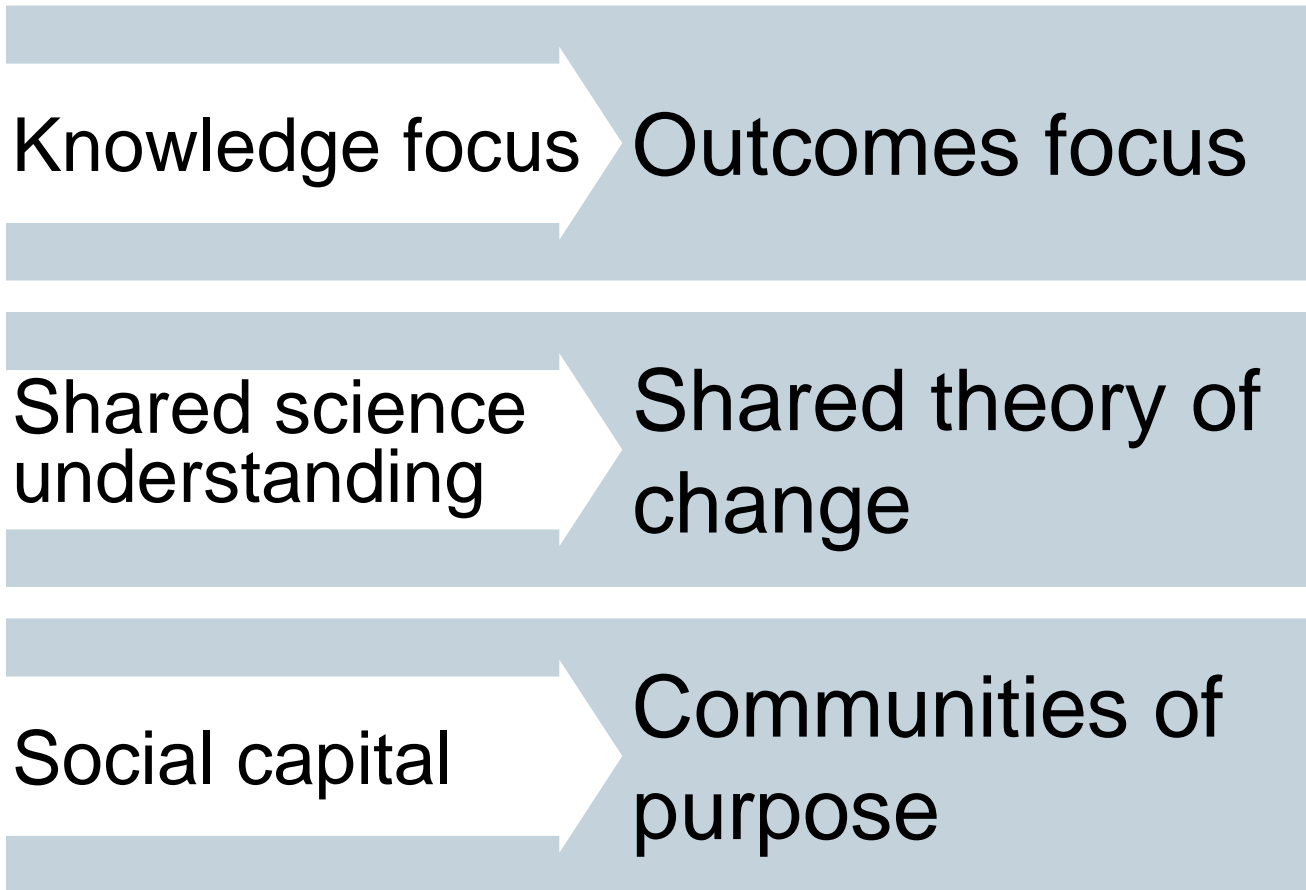 Knowledge focus
Outcomes focus
Shared science
understanding
Shared theory of
change
Social capital
Communities of
purpose